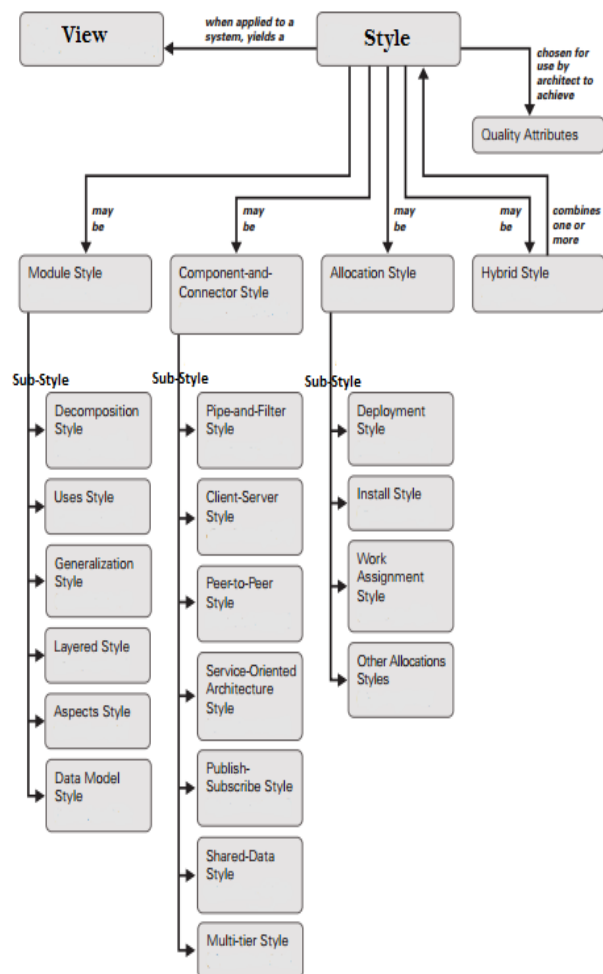 View
when applied to a
system, yields a
Style
chosen for
use by
architect to
achieve
Quality Attributes
may
be
may
be
may
be
may
be
combines
one or
more
Module Style
Component-and-
Connector Style
Allocation Style
Hybrid Style
Sub-Style
Sub-Style
Sub-Style
Decomposition
Style
Uses Style
Generalization
Style
Layered Style
Aspects Style
Data Model
Style
Pipe-and-Filter
Style
Client-Server
Style
Peer-to-Peer
Style
Service-Oriented
Architecture
Style
Publish-
Subscribe Style
Shared-Data
Style
Multi-tier Style
Deployment
Style
Install Style
Work
Assignment
Style
Other Allocations
Styles